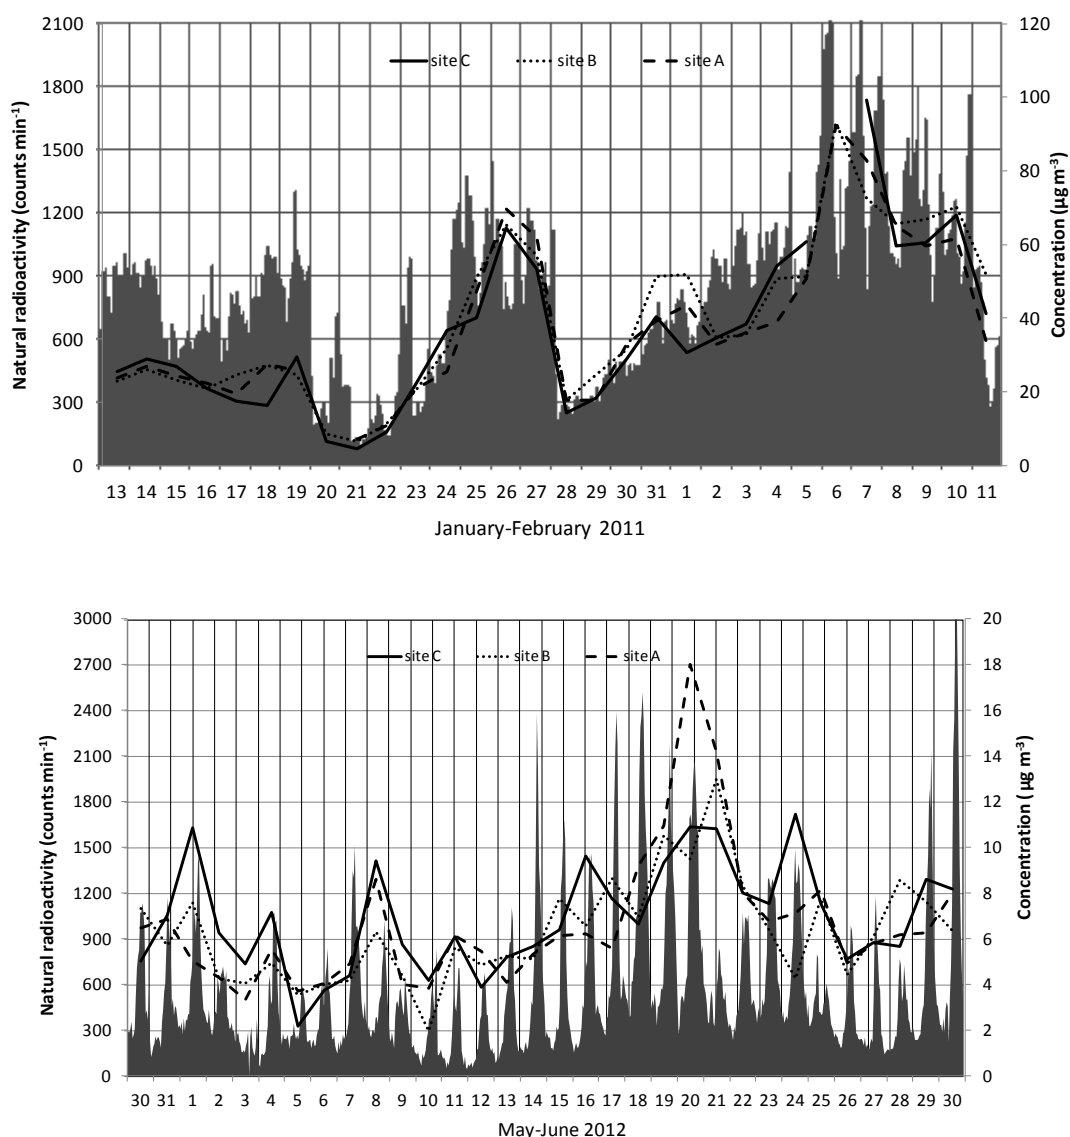 2100 1800 1500 1200 900 600 300 0
Natural radioactivity (counts min-1)
site C site B site A
120 100 80 60 40 20 0
Concentration (µg m-3)
13 14 15 16 17 18 19 20 21 22 23 24 25 26 27 28 29 30 31 1 2 3 4 5 6 7 8 9 10 11
January-February 2011
3000 2700 2400 2100 1800 1500 1200 900 600 300 0
Natural radioactivity (counts min-1)
site C site B site A
20 18 16 14 12 10 8 6 4 2 0
Concentration (µg m-3)
30 31 1 2 3 4 5 6 7 8 9 10 11 12 13 14 15 16 17 18 19 20 21 22 23 24 25 26 27 28 29 30
May-June 2012